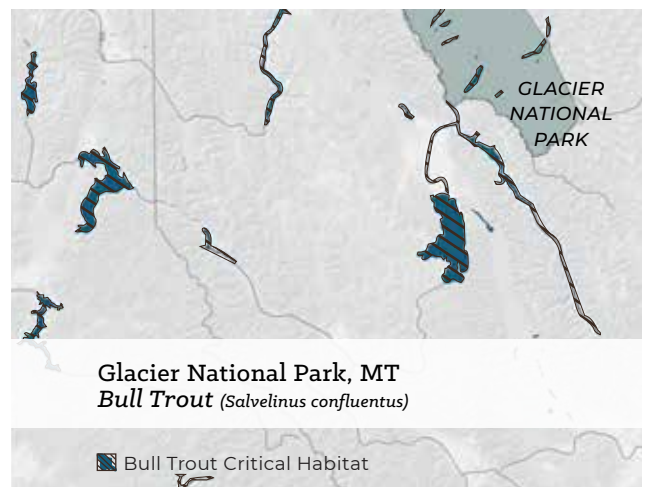 GLACIER
NATIONAL
PARK
Glacier National Park, MT
Bull Trout (Salvelinus confluentus)
Bull Trout Critical Habitat